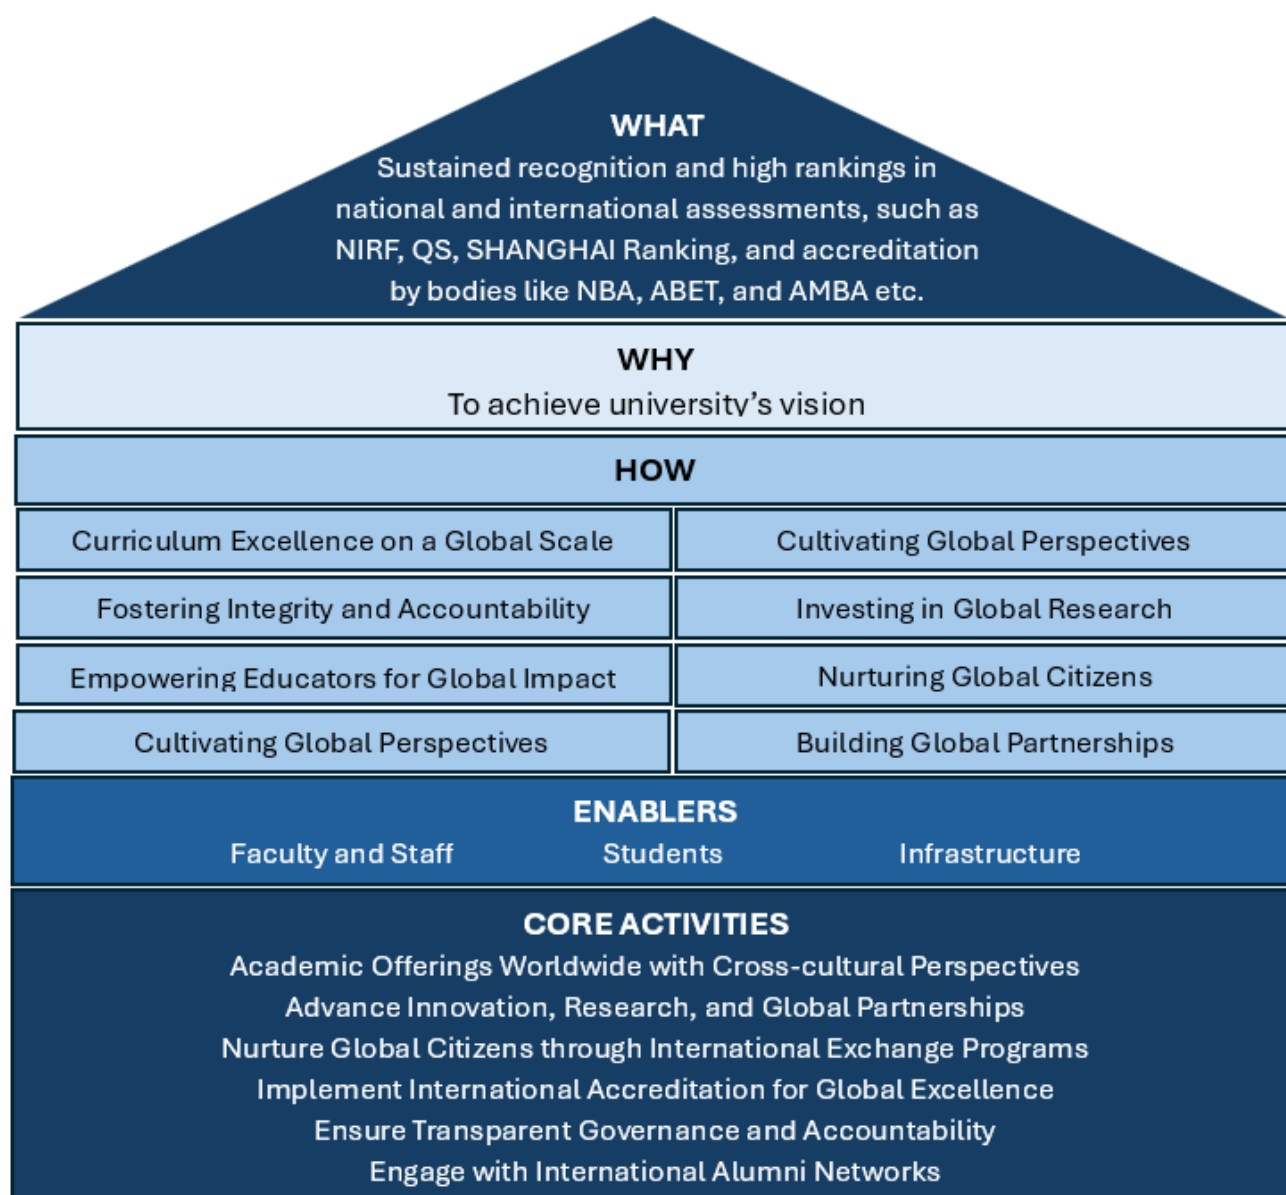 WHAT
Sustained recognition and high rankings in
national and international assessments, such as
NIRF, QS, SHANGHAI Ranking, and accreditation
by bodies like NBA, ABET, and AMBA etc.
WHY
To achieve university’s vision
HOW
Curriculum Excellence on a Global Scale
Cultivating Global Perspectives
Fostering Integrity and Accountability
Investing in Global Research
Empowering Educators for Global Impact
Nurturing Global Citizens
Cultivating Global Perspectives
Building Global Partnerships
ENABLERS
Faculty and Staff Students Infrastructure
CORE ACTIVITIES
Academic Offerings Worldwide with Cross-cultural Perspectives
Advance Innovation, Research, and Global Partnerships
Nurture Global Citizens through International Exchange Programs
Implement International Accreditation for Global Excellence
Ensure Transparent Governance and Accountability
Engage with International Alumni Networks